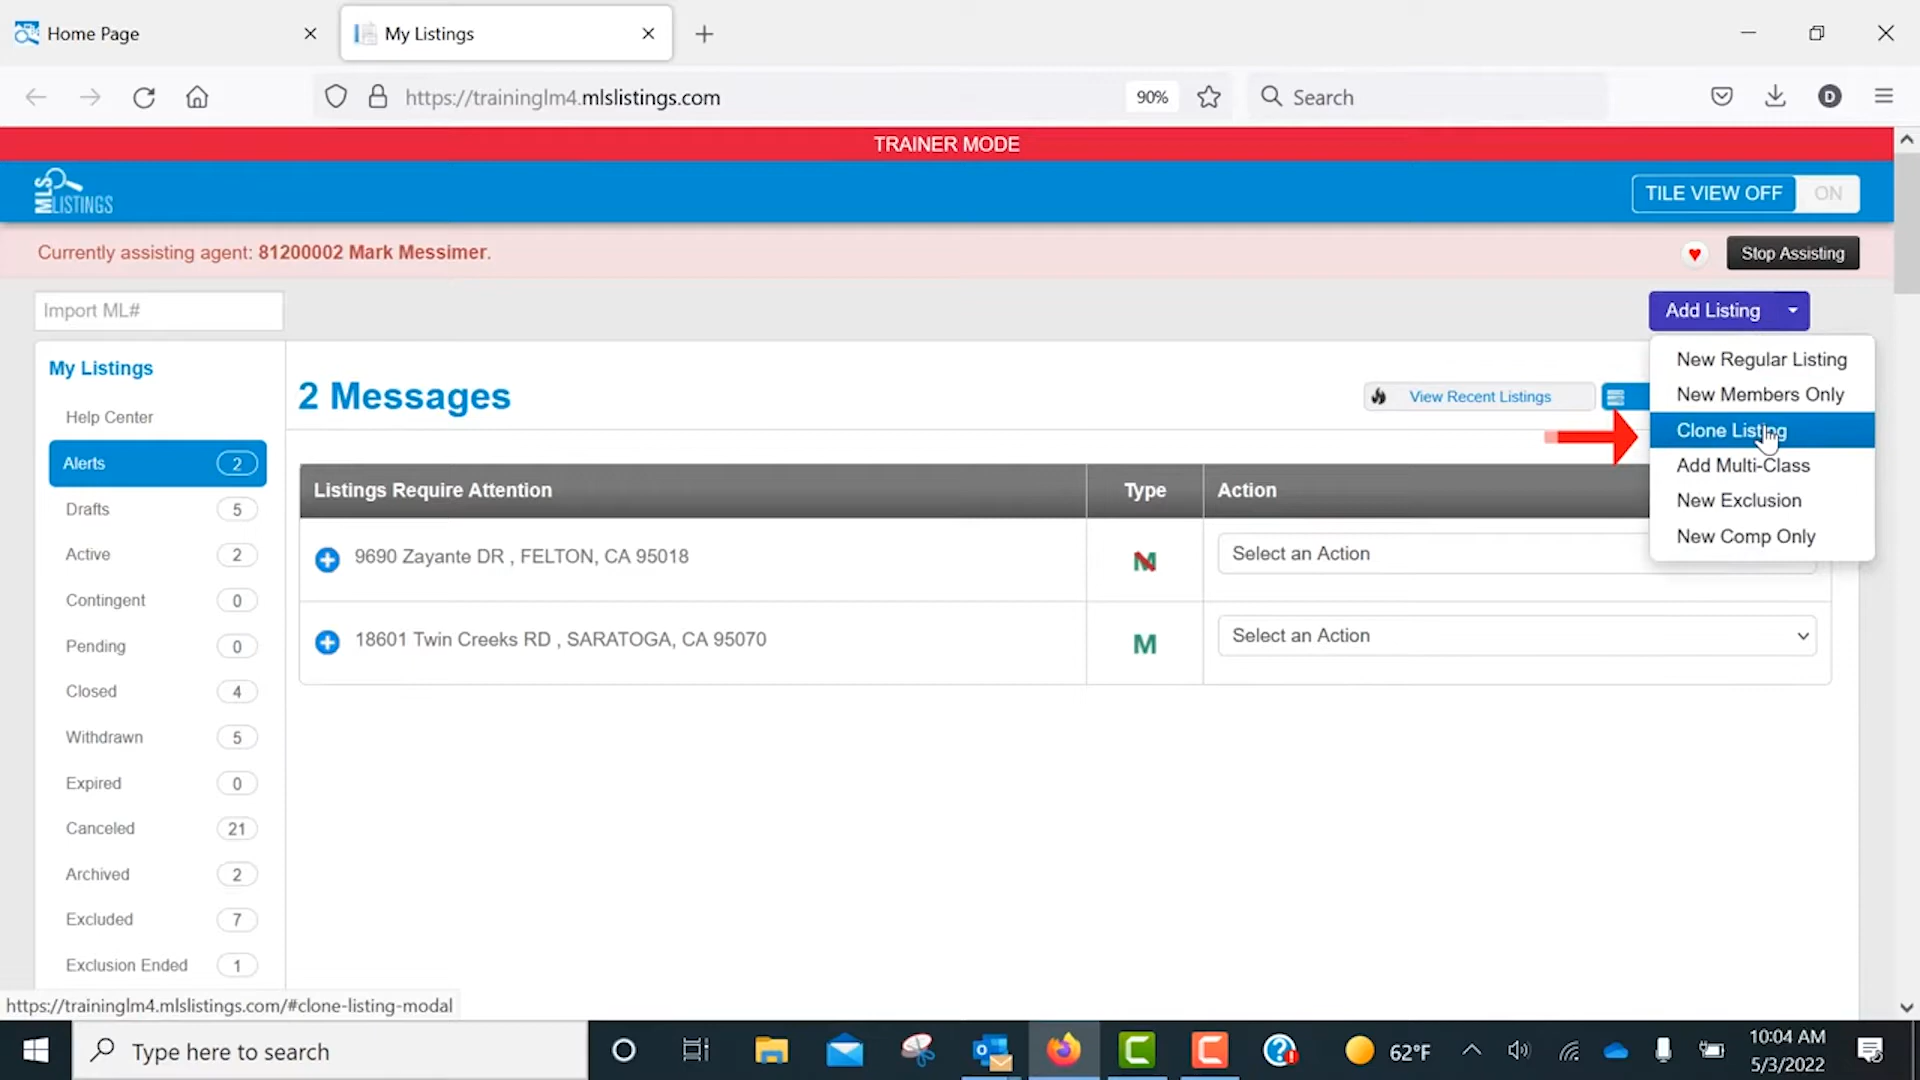 Home Page
My Listings
https://traininglm4.mlslistings.com
90%
Search
D
TRAINER MODE
MLS LISTINGS
TILE VIEW OFF ON
Currently assisting agent: 81200002 Mark Messimer.
Stop Assisting
Import ML#
Add Listing
New Regular Listing
New Members Only
Clone Listing
Add Multi-Class
New Exclusion
New Comp Only
My Listings
Help Center
Alerts 2
Drafts 5
Active 2
Contingent 0
Pending 0
Closed 4
Withdrawn 5
Expired 0
Canceled 21
Archived 2
Excluded 7
Exclusion Ended 1
2 Messages
View Recent Listings
Listings Require Attention Type Action
9690 Zayante DR , FELTON, CA 95018 M Select an Action
18601 Twin Creeks RD , SARATOGA, CA 95070 M Select an Action
https://traininglm4.mlslistings.com/#clone-listing-modal
Type here to search
62°F
10:04 AM
5/3/2022